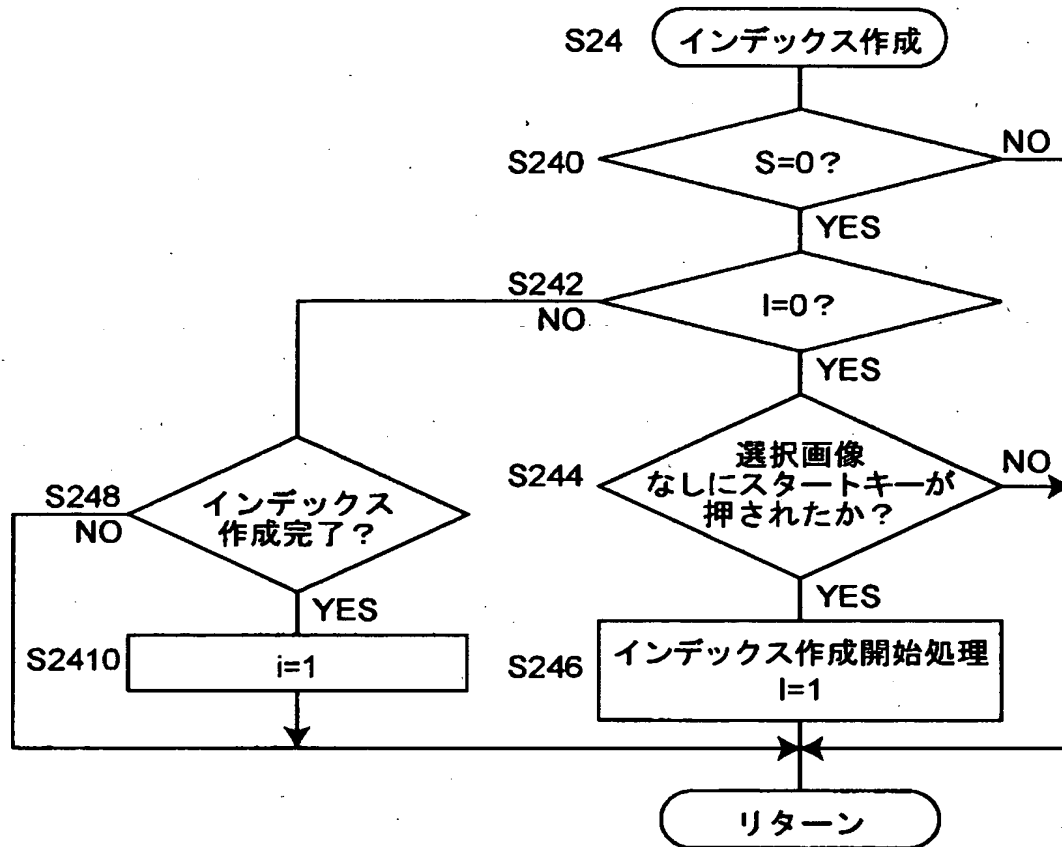 S24
インデックス作成
S240
S=0?
NO
YES
S242
NO
I=0?
YES
S244
選択画像
なしにスタートキーが
押されたか?
NO
YES
S246
インデックス作成開始処理
I=1
S248
NO
インデックス
作成完了?
YES
S2410
i=1
リターン